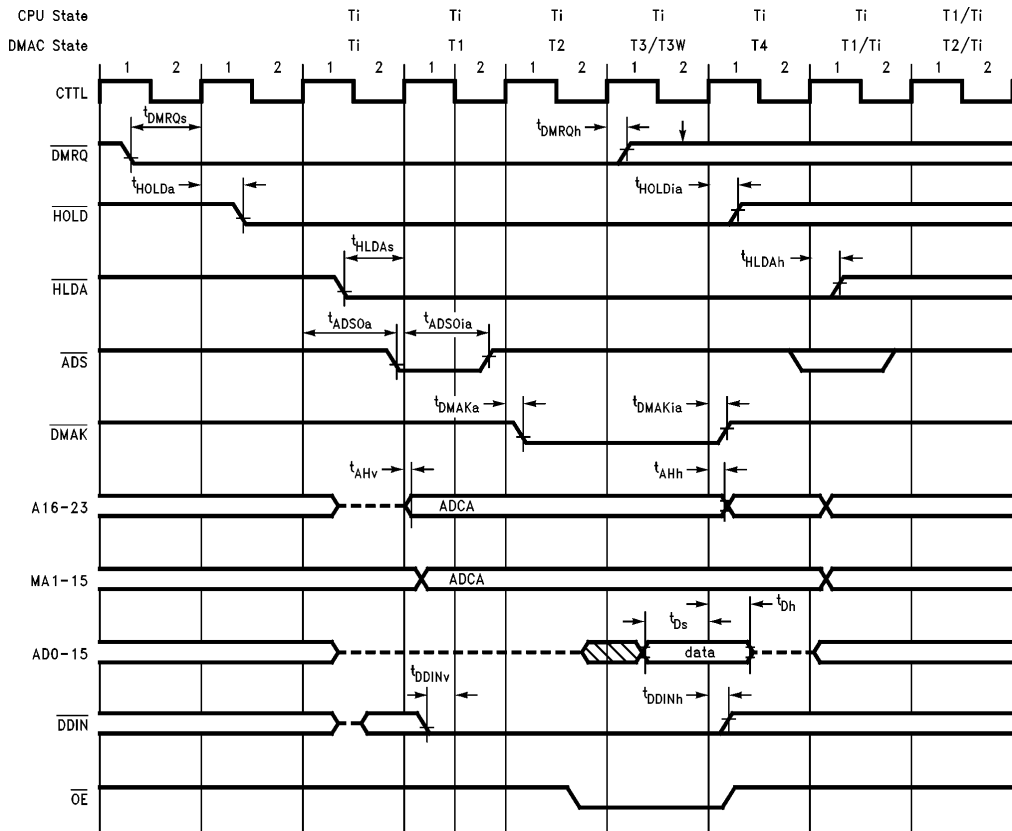 CPU State Ti Ti Ti Ti Ti Ti T1/Ti
DMAC State Ti T1 T2 T3/T3W T4 T1/Ti T2/Ti
1 2 1 2 1 2 1 2 1 2 1 2 1 2 1 2 1 2
CTTL
tDMRQs tDMRQh
DMRQ
tHOLDa tHOLDia
HOLD
tHLDAs tHLDAh
HLDA
tADSOa tADSOia
ADS
tDMAKa tDMAKia
DMAK
tAHv tAHh
A16-23 ADCA
MA1-15 ADCA
tDs tDh
AD0-15 data
tDDINv tDDINh
DDIN
OE